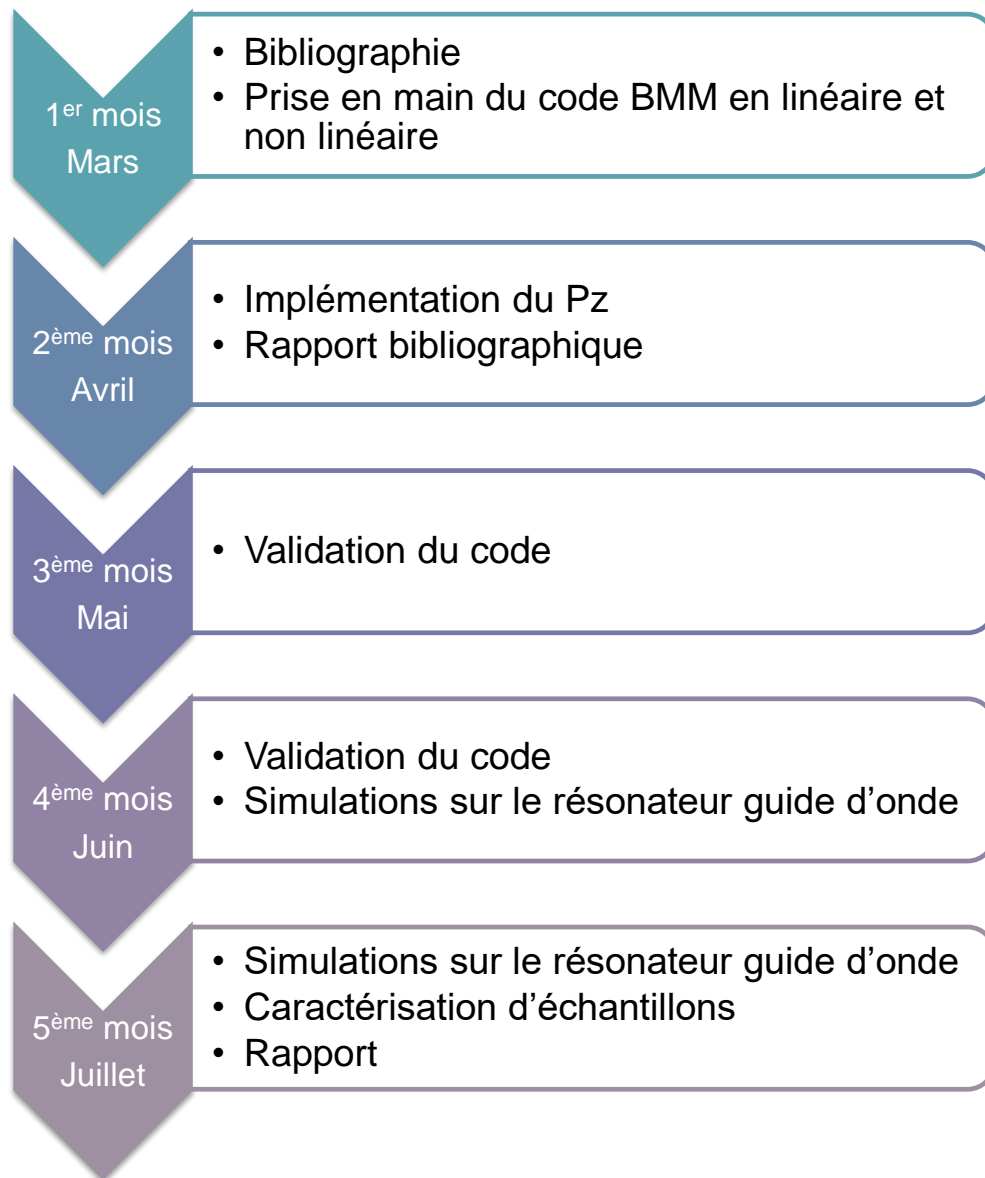 1er mois
Mars
• Bibliographie
• Prise en main du code BMM en linéaire et
non linéaire
2ème mois
Avril
• Implémentation du Pz
• Rapport bibliographique
3ème mois
Mai
• Validation du code
4ème mois
Juin
• Validation du code
• Simulations sur le résonateur guide d’onde
5ème mois
Juillet
• Simulations sur le résonateur guide d’onde
• Caractérisation d’échantillons
• Rapport